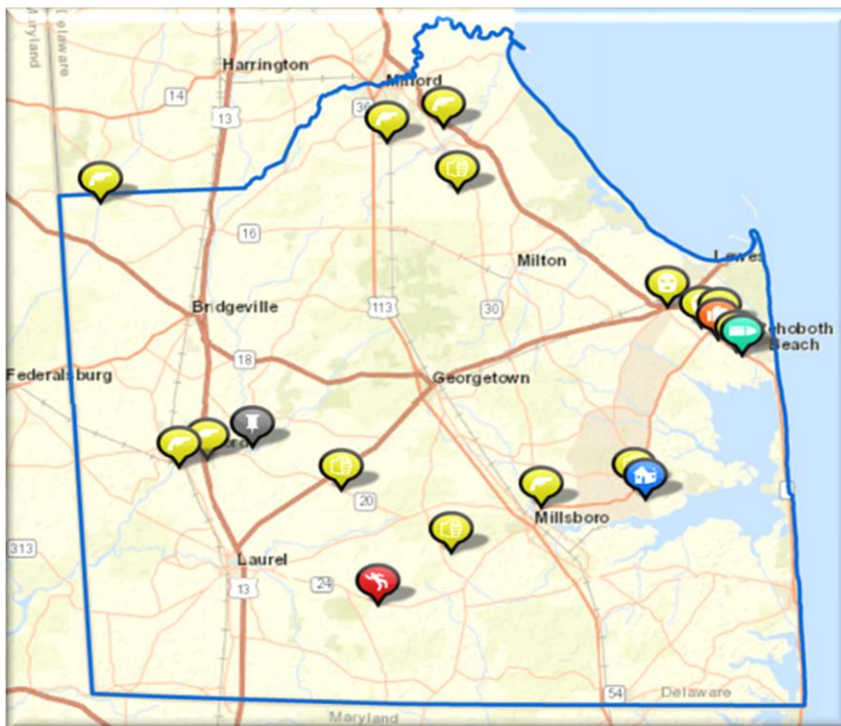 Maryland
Delaware
Harrington
Milford
14
36
13
16
Milton
Lewes
Bridgeville
113
30
Rehoboth
Beach
18
Federalsburg
Georgetown
20
Millsboro
313
Laurel
24
13
54
Delaware
Maryland